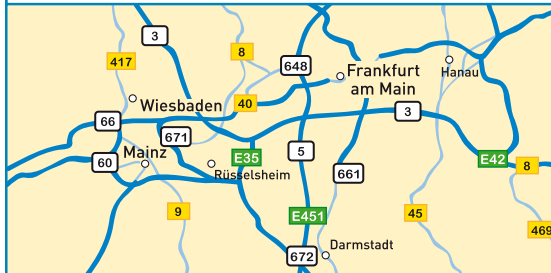 3
8
417
648
Frankfurt
am Main
Hanau
Wiesbaden
40
66
671
3
60
Mainz
E35
5
Rüsselsheim
661
E42
8
9
E451
45
469
672
Darmstadt